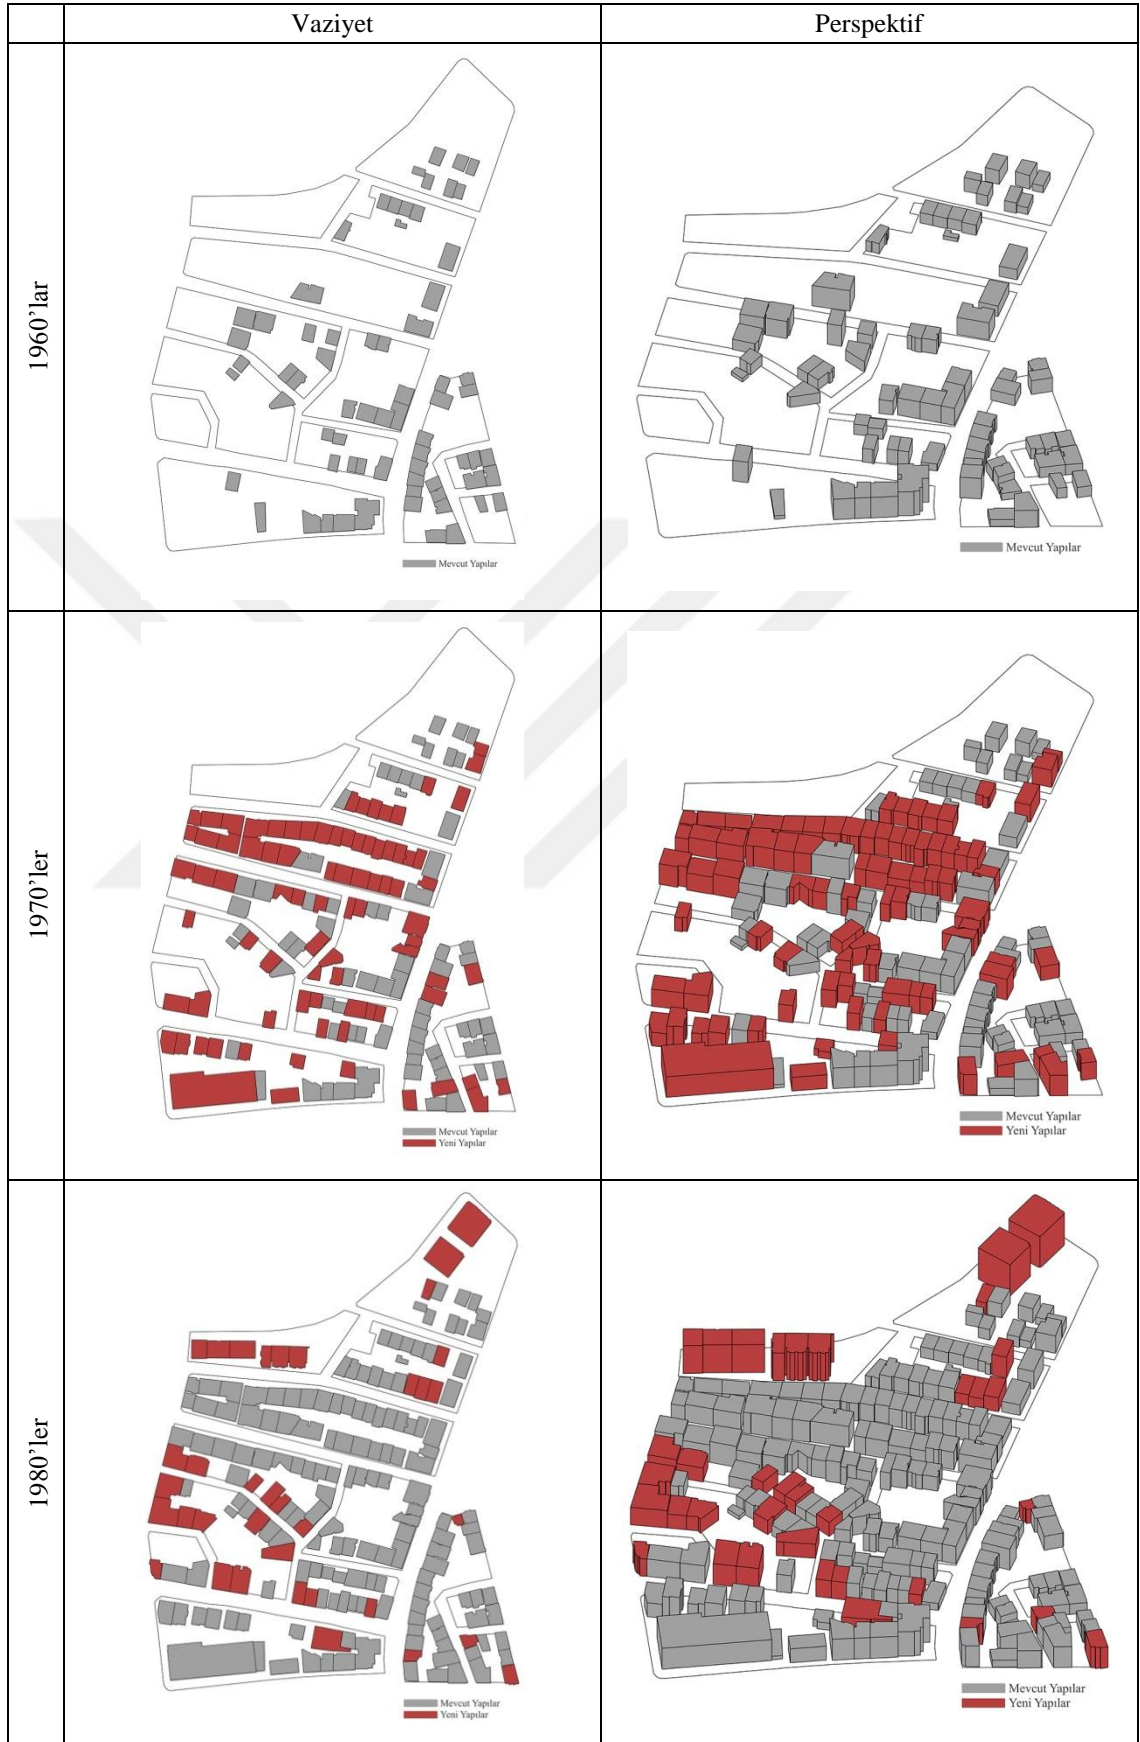 Vaziyet
Perspektif
1960’lar
Mevcut Yapılar
Mevcut Yapılar
1970’ler
Mevcut Yapılar
Yeni Yapılar
Mevcut Yapılar
Yeni Yapılar
1980’ler
Mevcut Yapılar
Yeni Yapılar
Mevcut Yapılar
Yeni Yapılar